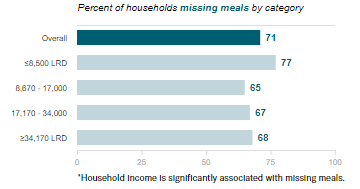 Percent of households missing meals by category
Overall 71
≤8,500 LRD 77
8,670 - 17,000 65
17,170 - 34,000 67
≥34,170 LRD 68
0 25 50 75 100
*Household income is significantly associated with missing meals.